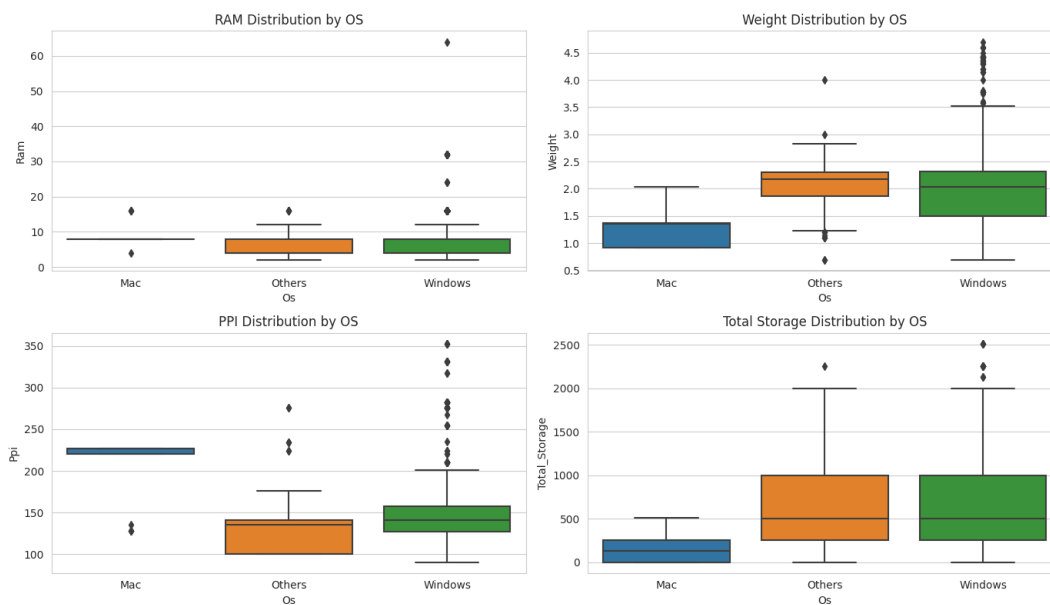 RAM Distribution by OS
Ram
60
50
40
30
20
10
0
Mac Others Windows
Os
Weight Distribution by OS
Weight
4.5
4.0
3.5
3.0
2.5
2.0
1.5
1.0
0.5
Mac Others Windows
Os
PPI Distribution by OS
Ppi
350
300
250
200
150
100
Mac Others Windows
Os
Total Storage Distribution by OS
Total_Storage
2500
2000
1500
1000
500
0
Mac Others Windows
Os